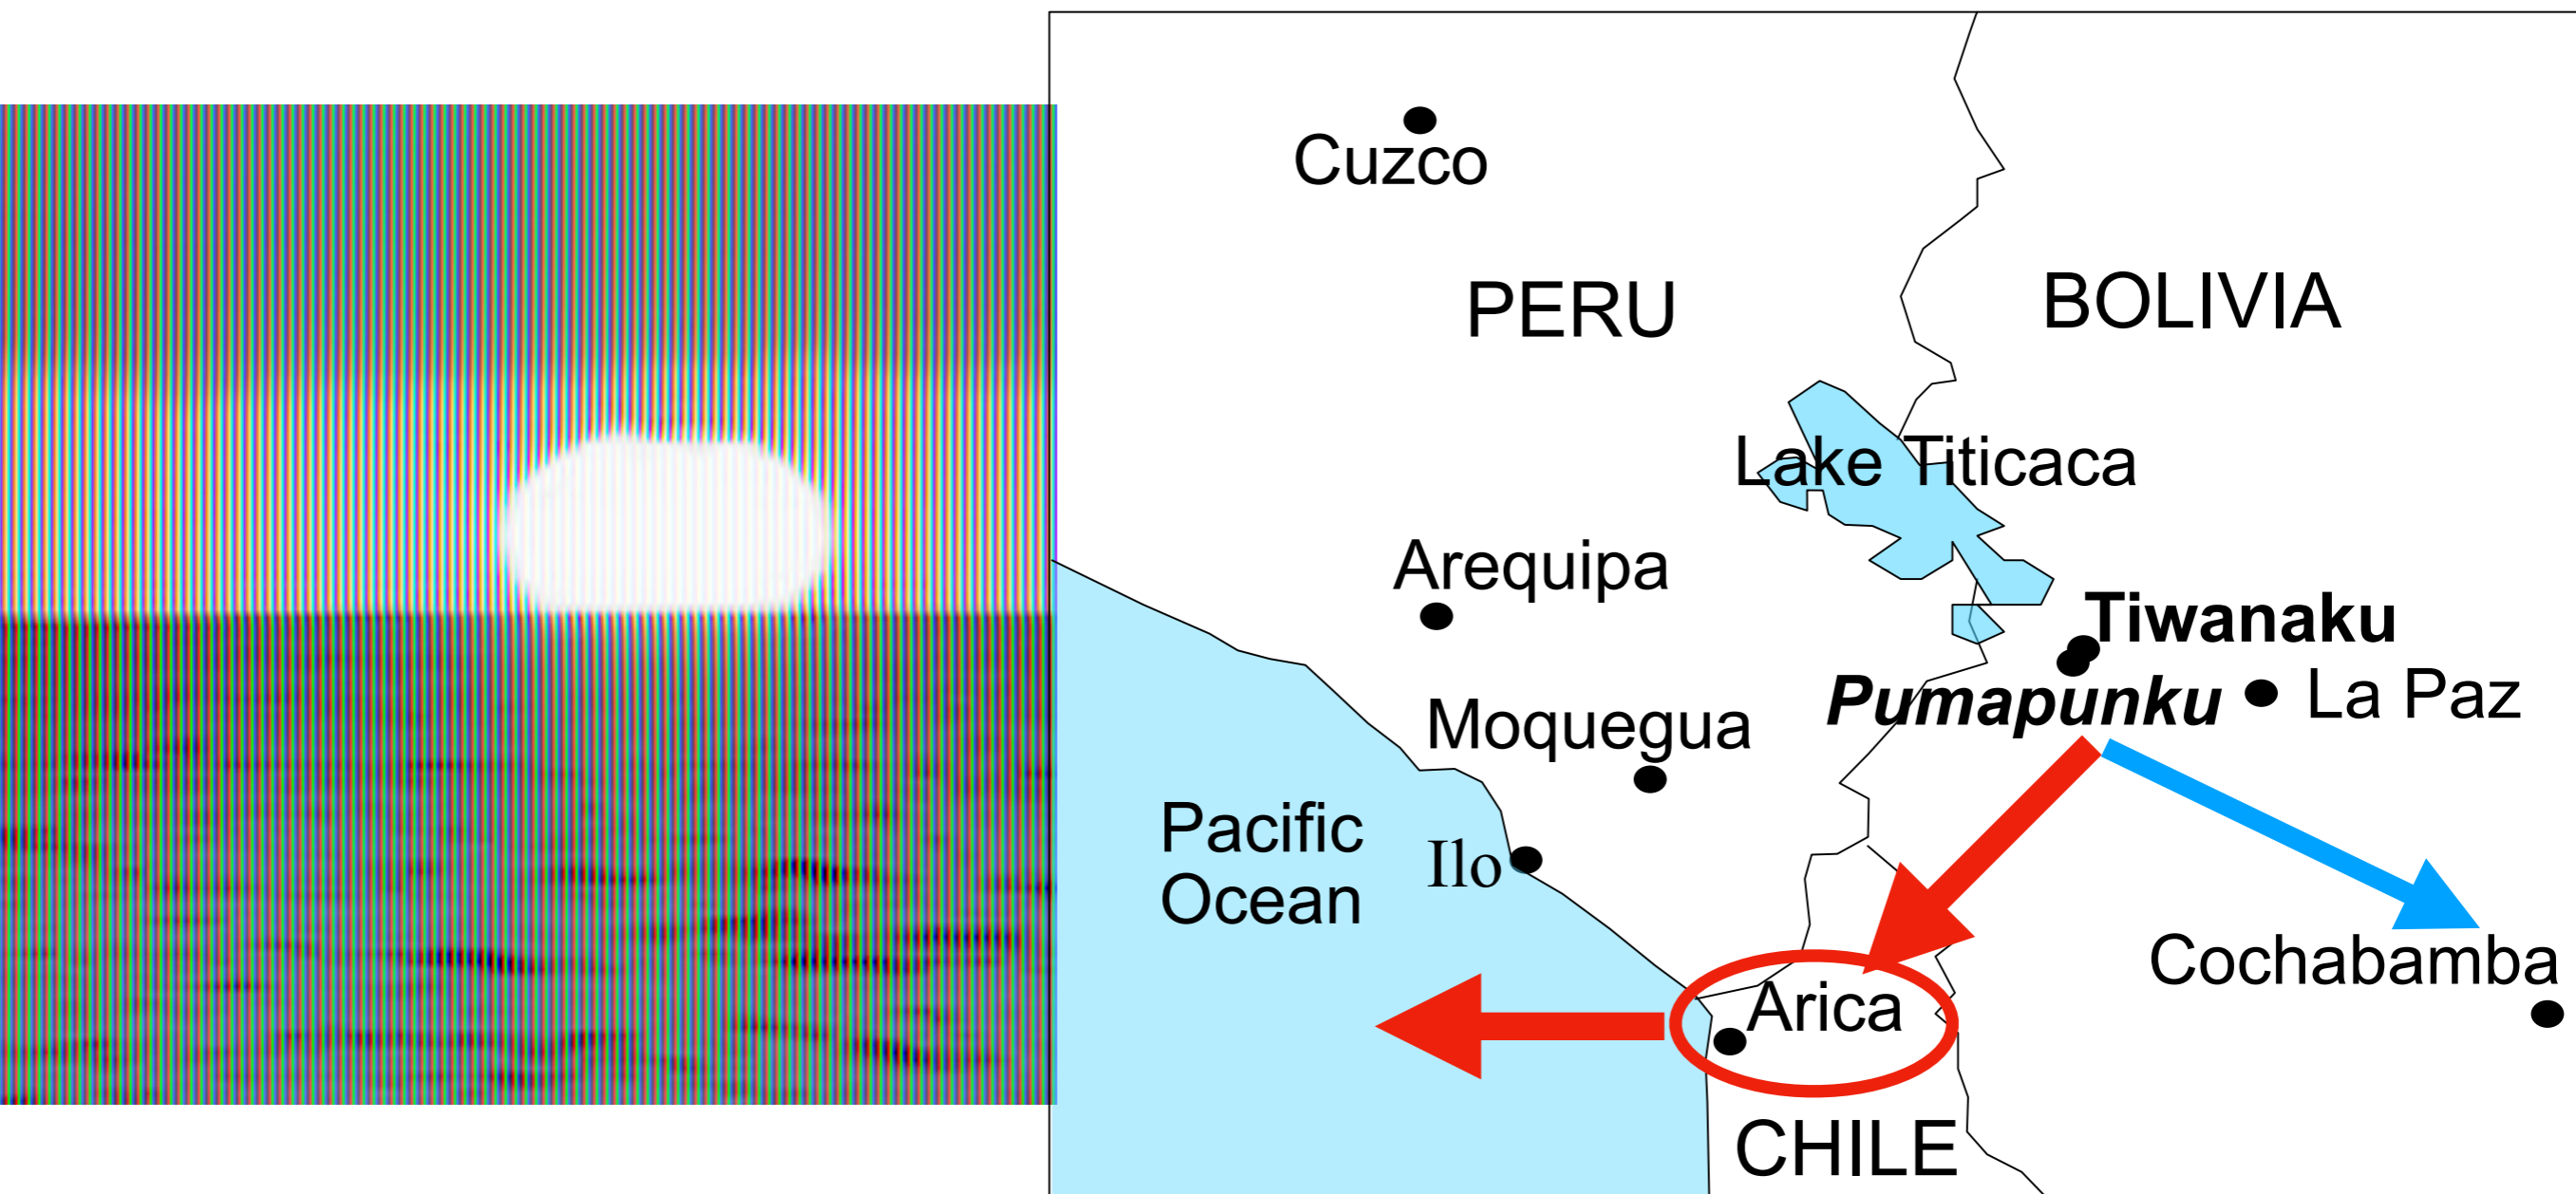 Cuzco
PERU
BOLIVIA
Lake Titicaca
Arequipa
Tiwanaku
Pumapunku
La Paz
Moquegua
Pacific
Ocean
Ilo
Cochabamba
Arica
CHILE